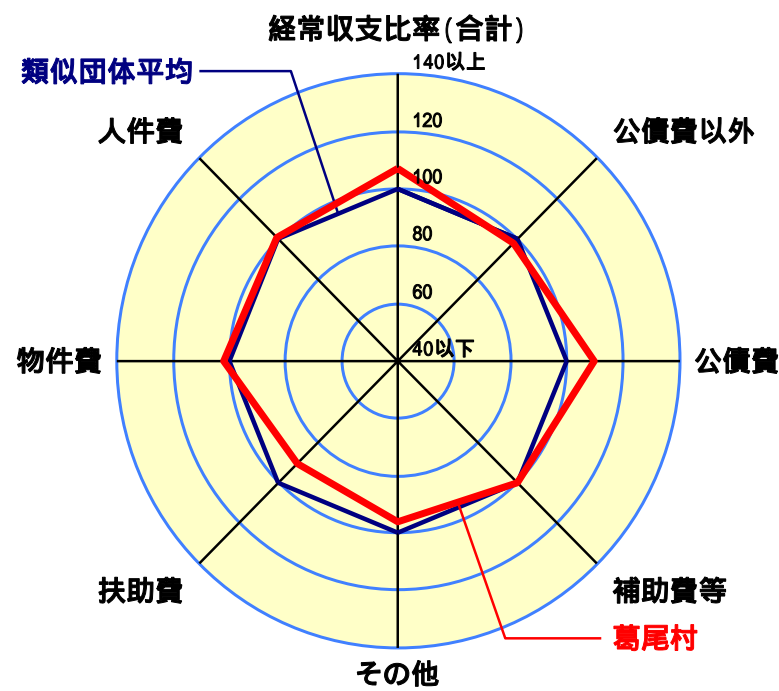 経常収支比率(合計)
140以上
類似団体平均
人件費
120
公債費以外
100
80
60
40以下
物件費
公債費
扶助費
補助費等
葛尾村
その他